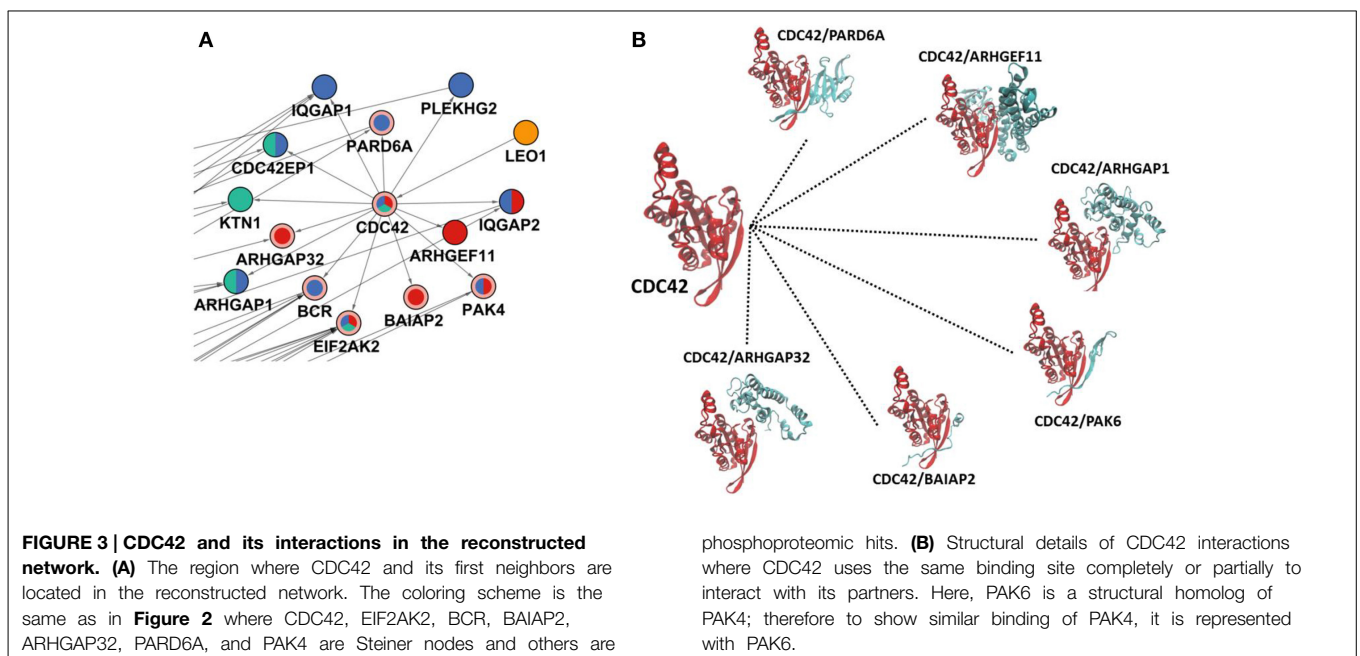 A
IQGAP1
PLEKHG2
PARD6A
LEO1
CDC42EP1
KTN1
CDC42
IQGAP2
ARHGAP32
ARHGEF11
ARHGAP1
BCR
BAIAP2
PAK4
EIF2AK2
B
CDC42/PARD6A
CDC42/ARHGEF11
CDC42/ARHGAP1
CDC42
CDC42/ARHGAP32
CDC42/PAK6
CDC42/BAIAP2
FIGURE 3 | CDC42 and its interactions in the reconstructed
network. (A) The region where CDC42 and its first neighbors are
located in the reconstructed network. The coloring scheme is the
same as in Figure 2 where CDC42, EIF2AK2, BCR, BAIAP2,
ARHGAP32, PARD6A, and PAK4 are Steiner nodes and others are
phosphoproteomic hits. (B) Structural details of CDC42 interactions
where CDC42 uses the same binding site completely or partially to
interact with its partners. Here, PAK6 is a structural homolog of
PAK4; therefore to show similar binding of PAK4, it is represented
with PAK6.